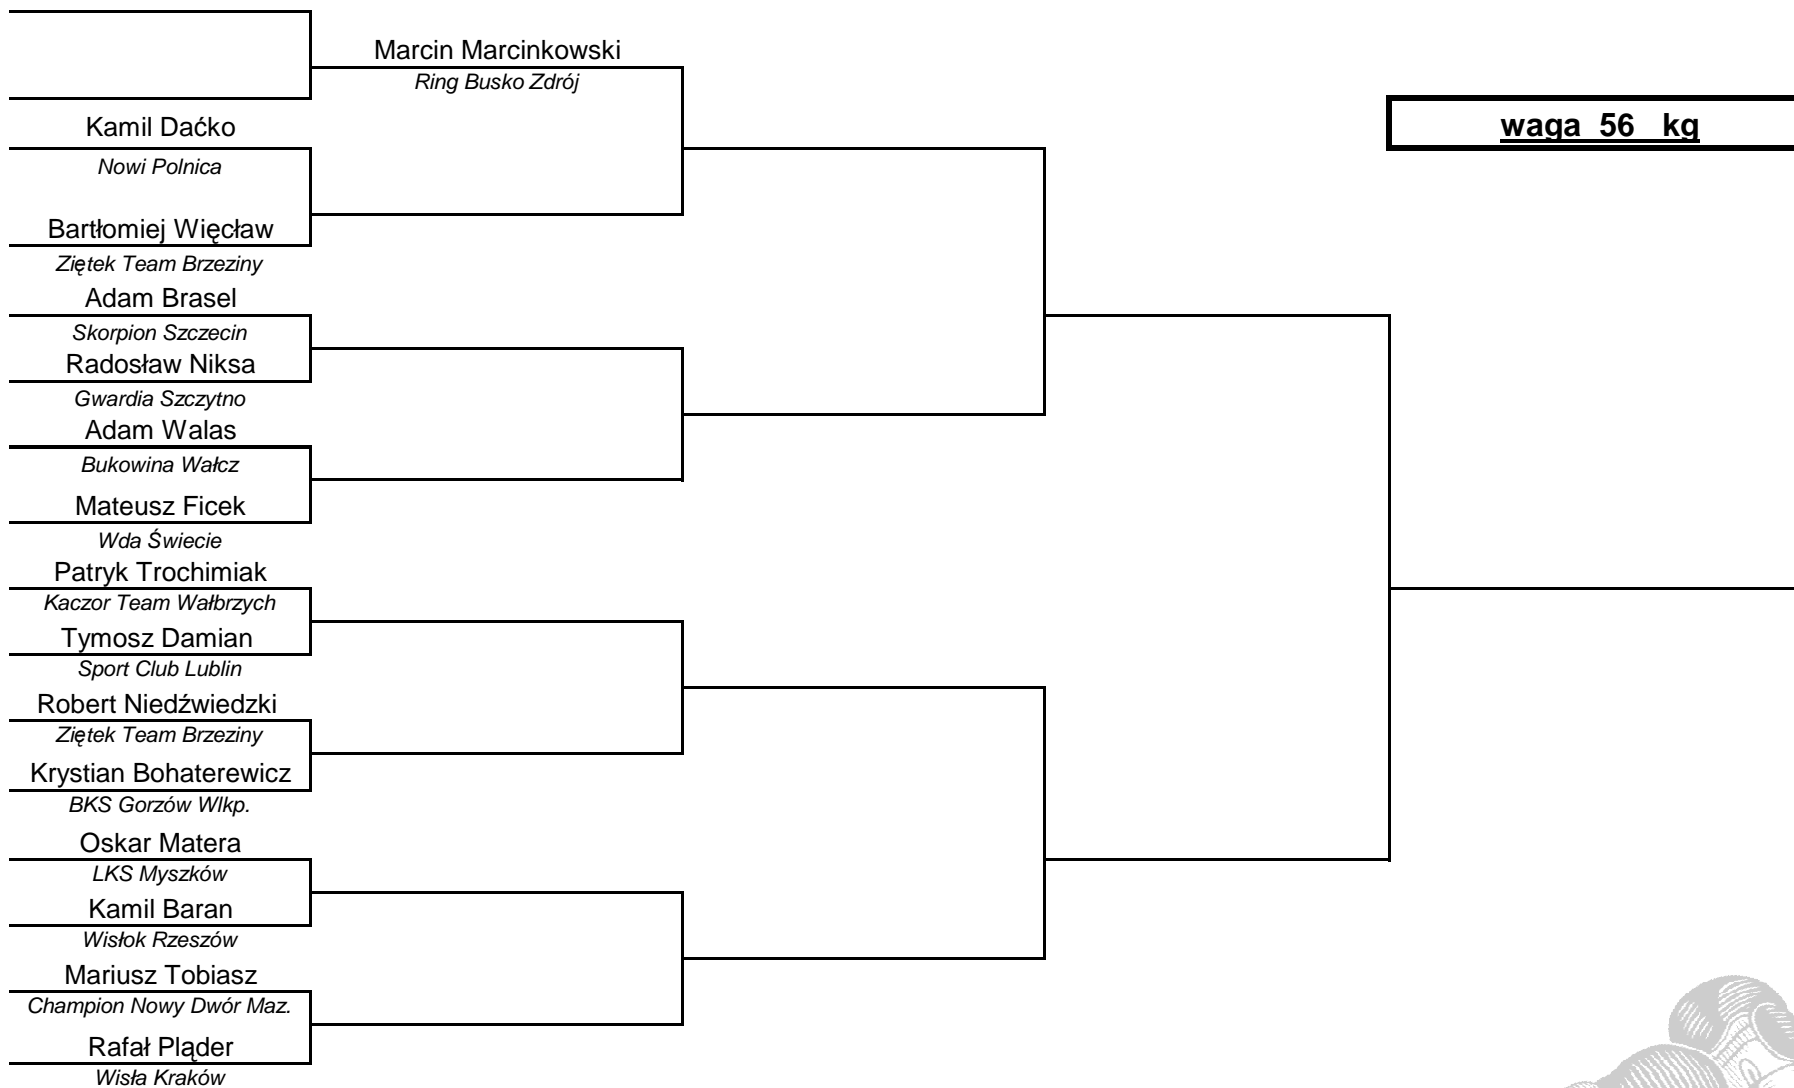 Marcin Marcinkowski
Ring Busko Zdrój
waga 56 kg
Kamil Daćko
Nowi Polnica
Bartłomiej Więcław
Ziętek Team Brzeziny
Adam Brasel
Skorpion Szczecin
Radosław Niksa
Gwardia Szczytno
Adam Walas
Bukowina Wałcz
Mateusz Ficek
Wda Świecie
Patryk Trochimiak
Kaczor Team Wałbrzych
Tymosz Damian
Sport Club Lublin
Robert Niedźwiedzki
Ziętek Team Brzeziny
Krystian Bohaterewicz
BKS Gorzów Wlkp.
Oskar Matera
LKS Myszków
Kamil Baran
Wisłok Rzeszów
Mariusz Tobiasz
Champion Nowy Dwór Maz.
Rafał Pląder
Wisła Kraków